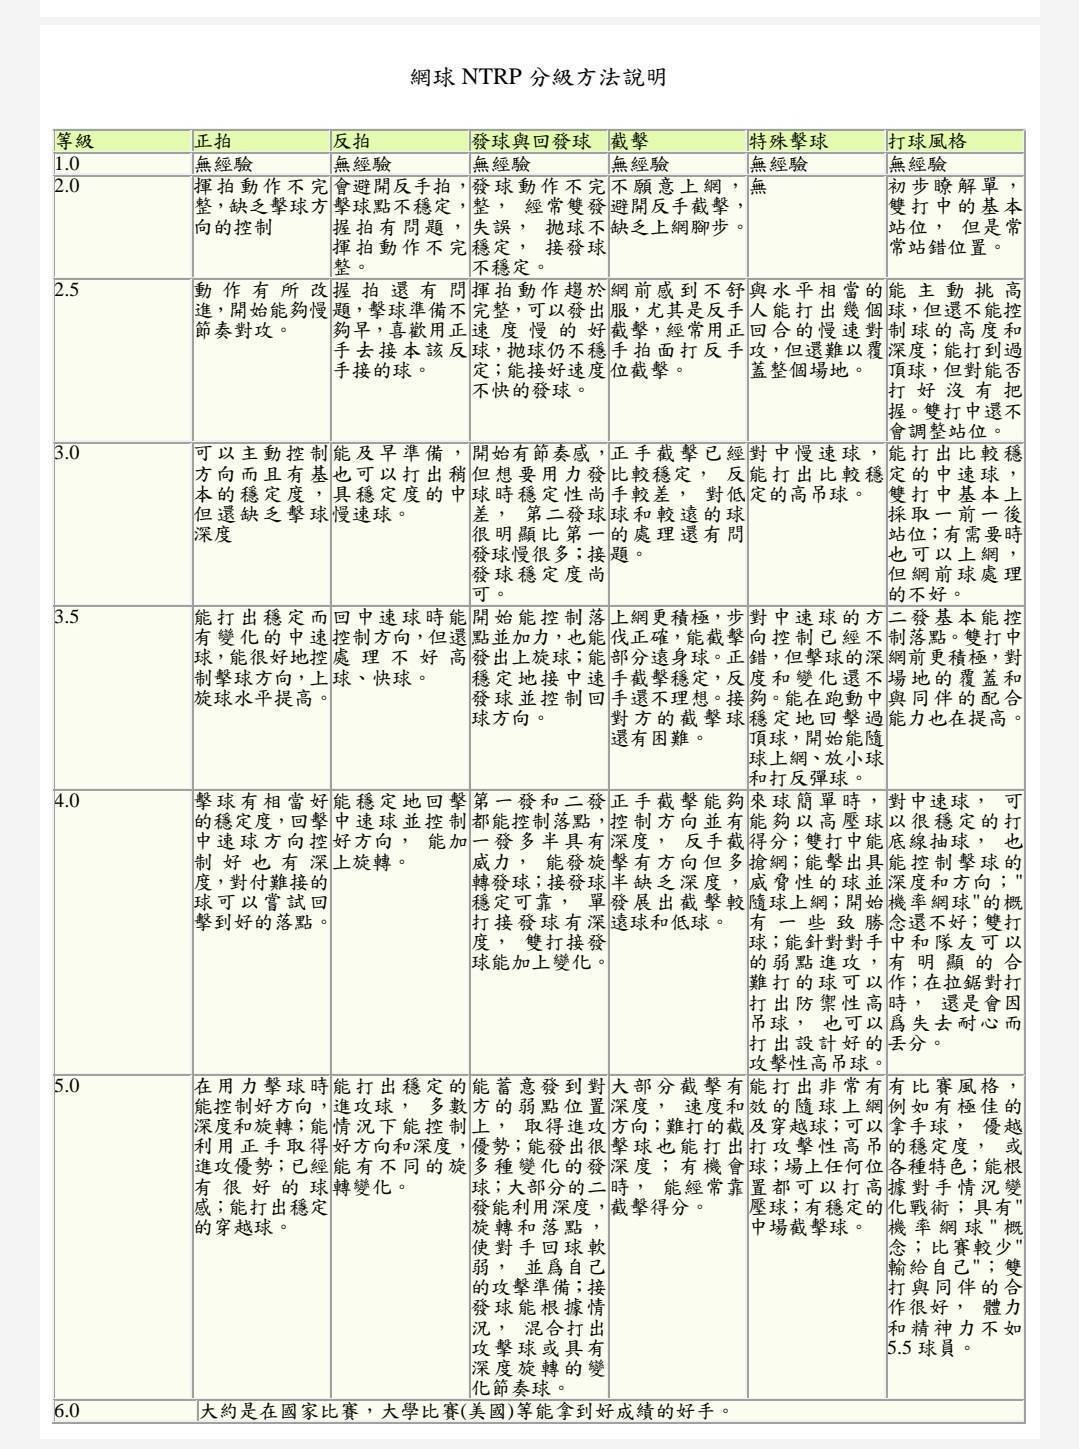 網球 NTRP 分級方法說明
等級 正拍 反拍 發球與回發球 截擊 特殊擊球 打球風格
1.0 無經驗 無經驗 無經驗 無經驗 無經驗 無經驗
2.0
揮拍動作不完
整，缺乏擊球方
向的控制
會避開反手拍，
擊球點不穩定，
握拍有問題，
揮拍動作不完
整。
發球動作不完
整， 經常雙發
失誤， 拋球不
穩定， 接發球
不穩定。
不願意上網，
避開反手截擊，
缺乏上網腳步。
無
初步瞭解單，
雙打中的基本
站位， 但是常
常站錯位置。
2.5
動作有所改
進，開始能夠慢
節奏對攻。
握拍還有問
題，擊球準備不
夠早，喜歡用正
手去接本該反
手接的球。
揮拍動作趨於
完整，可以發出
速度慢的好
球，拋球仍不穩
定；能接好速度
不快的發球。
網前感到不舒
服，尤其是反手
截擊，經常用正
手拍面打反手
位截擊。
與水平相當的
人能打出幾個
回合的慢速對
攻，但還難以覆
蓋整個場地。
能主動挑高
球，但還不能控
制球的高度和
深度；能打到過
頂球，但對能否
打好沒有把
握。雙打中還不
會調整站位。
3.0
可以主動控制
方向而且有基
本的穩定度，
但還缺乏擊球
深度
能及早準備，
也可以打出稍
具穩定度的中
慢速球。
開始有節奏感，
但想要用力發
球時穩定性尚
差， 第二發球
很明顯比第一
發球慢很多；接
發球穩定度尚
可。
正手截擊已經
比較穩定， 反
手較差， 對低
球和較遠的球
的處理還有問
題。
對中慢速球，
能打出比較穩
定的高吊球。
能打出比較穩
定的中速球，
雙打中基本上
採取一前一後
站位；有需要時
也可以上網，
但網前球處理
的不好。
3.5
能打出穩定而
有變化的中速
球，能很好地控
制擊球方向，上
旋球水平提高。
回中速球時能
控制方向，但還
處理不好高
球、快球。
開始能控制落
點並加力，也能
發出上旋球；能
穩定地接中速
發球並控制回
球方向。
上網更積極，步
伐正確，能截擊
部分遠身球。正
手截擊穩定，反
手還不理想。接
對方的截擊球
還有困難。
對中速球的方
向控制已經不
錯，但擊球的深
度和變化還不
夠。能在跑動中
穩定地回擊過
頂球，開始能隨
球上網、放小球
和打反彈球。
二發基本能控
制落點。雙打中
網前更積極，對
場地的覆蓋和
與同伴的配合
能力也在提高。
4.0
擊球有相當好
的穩定度，回擊
中速球方向控
制好也有深
度，對付難接的
球可以嘗試回
擊到好的落點。
能穩定地回擊
中速球並控制
好方向， 能加
上旋轉。
第一發和二發
都能控制落點，
一發多半具有
威力， 能發旋
轉發球；接發球
穩定可靠， 單
打接發球有深
度， 雙打接發
球能加上變化。
正手截擊能夠
控制方向並有
深度， 反手截
擊有方向但多
半缺乏深度，
發展出截擊較
遠球和低球。
來球簡單時，
能夠以高壓球
得分；雙打中能
搶網；能擊出具
威脅性的球並
隨球上網；開始
有一些致勝
球；能針對對手
的弱點進攻，
難打的球可以
打出防禦性高
吊球， 也可以
打出設計好的
攻擊性高吊球。
對中速球， 可
以很穩定的打
底線抽球， 也
能控制擊球的
深度和方向；"
機率網球"的概
念還不好；雙打
中和隊友可以
有明顯的合
作；在拉鋸對打
時， 還是會因
爲失去耐心而
丟分。
5.0
在用力擊球時
能控制好方向，
深度和旋轉；能
利用正手取得
進攻優勢；已經
有很好的球
感；能打出穩定
的穿越球。
能打出穩定的
進攻球， 多數
情況下能控制
好方向和深度，
能有不同的旋
轉變化。
能蓄意發到對
方的弱點位置
上， 取得進攻
優勢；能發出很
多種變化的發
球；大部分的二
發能利用深度，
旋轉和落點，
使對手回球軟
弱， 並爲自己
的攻擊準備；接
發球能根據情
況， 混合打出
攻擊球或具有
深度旋轉的變
化節奏球。
大部分截擊有
深度， 速度和
方向；難打的截
擊球也能打出
深度；有機會
時， 能經常靠
截擊得分。
能打出非常有
效的隨球上網
及穿越球；可以
打攻擊性高吊
球；場上任何位
置都可以打高
壓球；有穩定的
中場截擊球。
有比賽風格，
例如有極佳的
拿手球， 優越
的穩定度， 或
各種特色；能根
據對手情況變
化戰術；具有"
機率網球"概
念；比賽較少"
輸給自己"；雙
打與同伴的合
作很好， 體力
和精神力不如
5.5 球員。
6.0 大約是在國家比賽，大學比賽(美國)等能拿到好成績的好手。